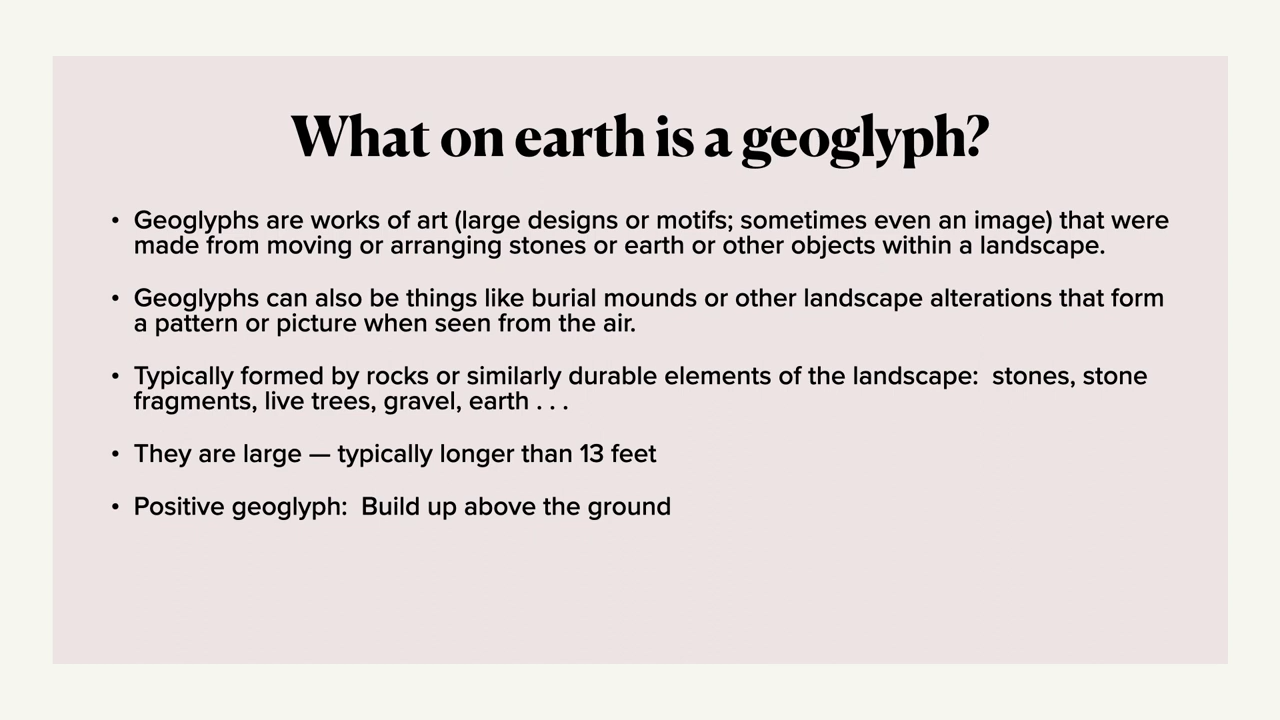 What on earth is a geoglyph?
• Geoglyphs are works of art (large designs or motifs; sometimes even an image) that were
made from moving or arranging stones or earth or other objects within a landscape.
• Geoglyphs can also be things like burial mounds or other landscape alterations that form
a pattern or picture when seen from the air.
• Typically formed by rocks or similarly durable elements of the landscape:  stones, stone
fragments, live trees, gravel, earth . . .
• They are large — typically longer than 13 feet
• Positive geoglyph:  Build up above the ground